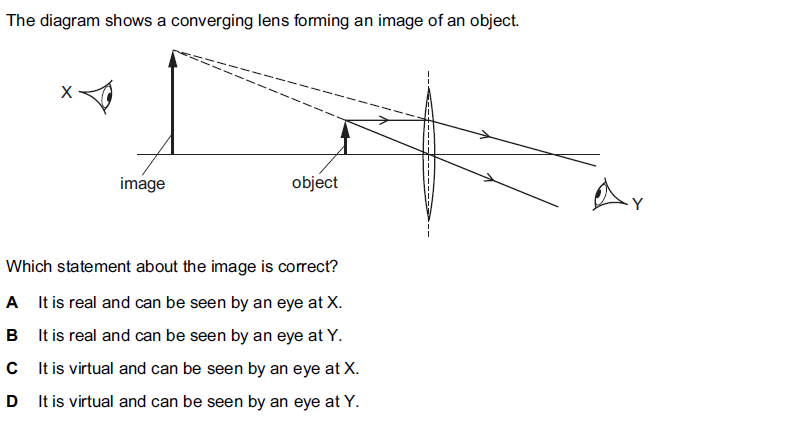 The diagram shows a converging lens forming an image of an object.
X
image
object
Y
Which statement about the image is correct?
A It is real and can be seen by an eye at X.
B It is real and can be seen by an eye at Y.
C It is virtual and can be seen by an eye at X.
D It is virtual and can be seen by an eye at Y.